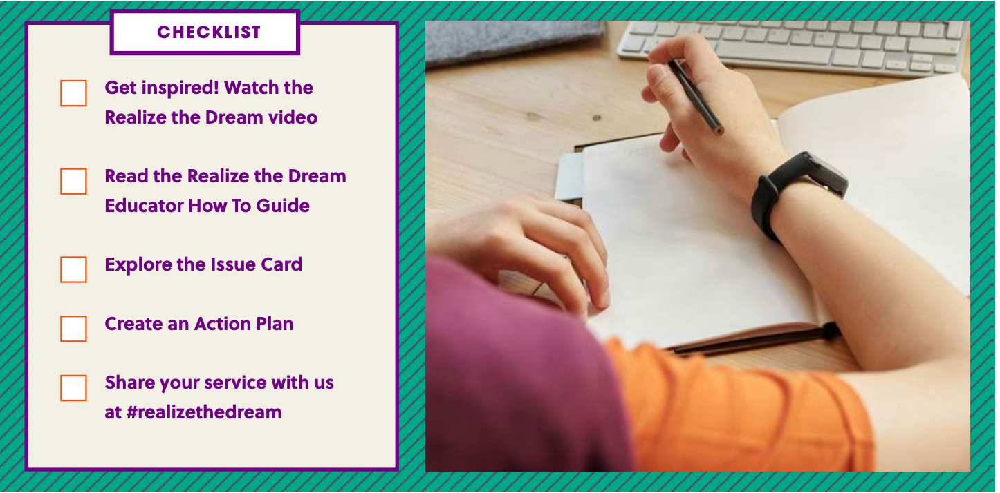 CHECKLIST
Get inspired! Watch the
Realize the Dream video
Read the Realize the Dream
Educator How To Guide
Explore the Issue Card
Create an Action Plan
Share your service with us
at #realizethedream